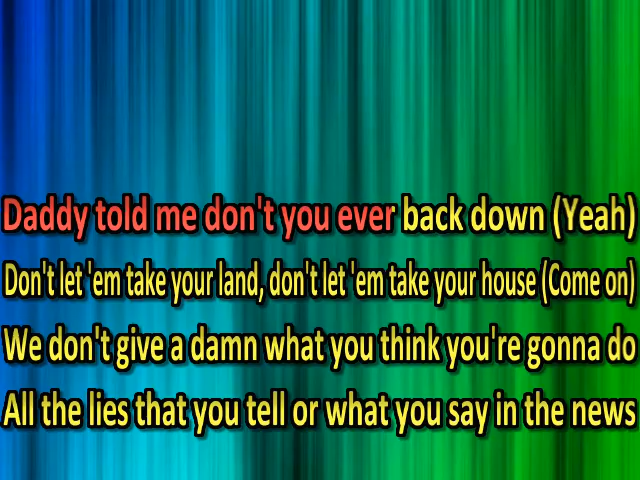 Daddy told me don't you ever back down (Yeah)
Don't let 'em take your land, don't let 'em take your house (Come on)
We don't give a damn what you think you're gonna do
All the lies that you tell or what you say in the news